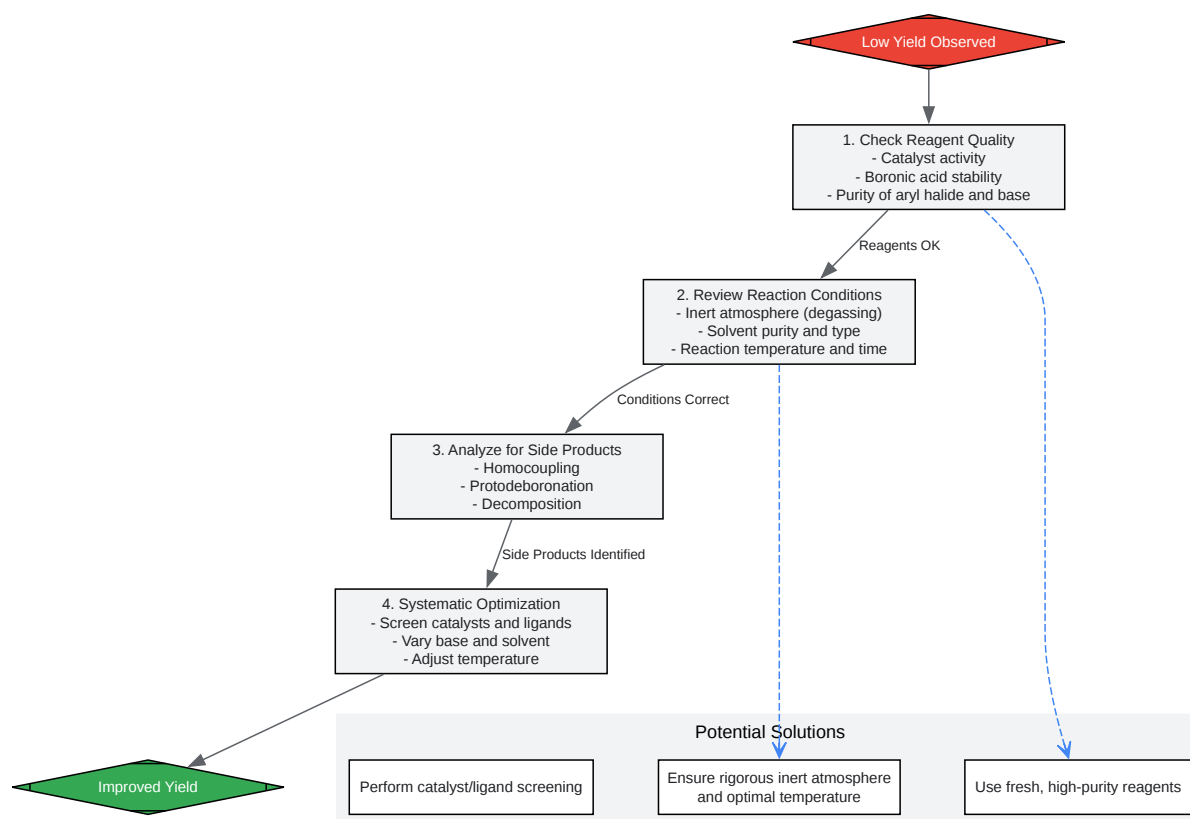 Low Yield Observed
1. Check Reagent Quality
- Catalyst activity
- Boronic acid stability
- Purity of aryl halide and base
Reagents OK
2. Review Reaction Conditions
- Inert atmosphere (degassing)
- Solvent purity and type
- Reaction temperature and time
Conditions Correct
3. Analyze for Side Products
- Homocoupling
- Protodeboronation
- Decomposition
Side Products Identified
4. Systematic Optimization
- Screen catalysts and ligands
- Vary base and solvent
- Adjust temperature
Potential Solutions
Improved Yield
Perform catalyst/ligand screening
Ensure rigorous inert atmosphere
and optimal temperature
Use fresh, high-purity reagents